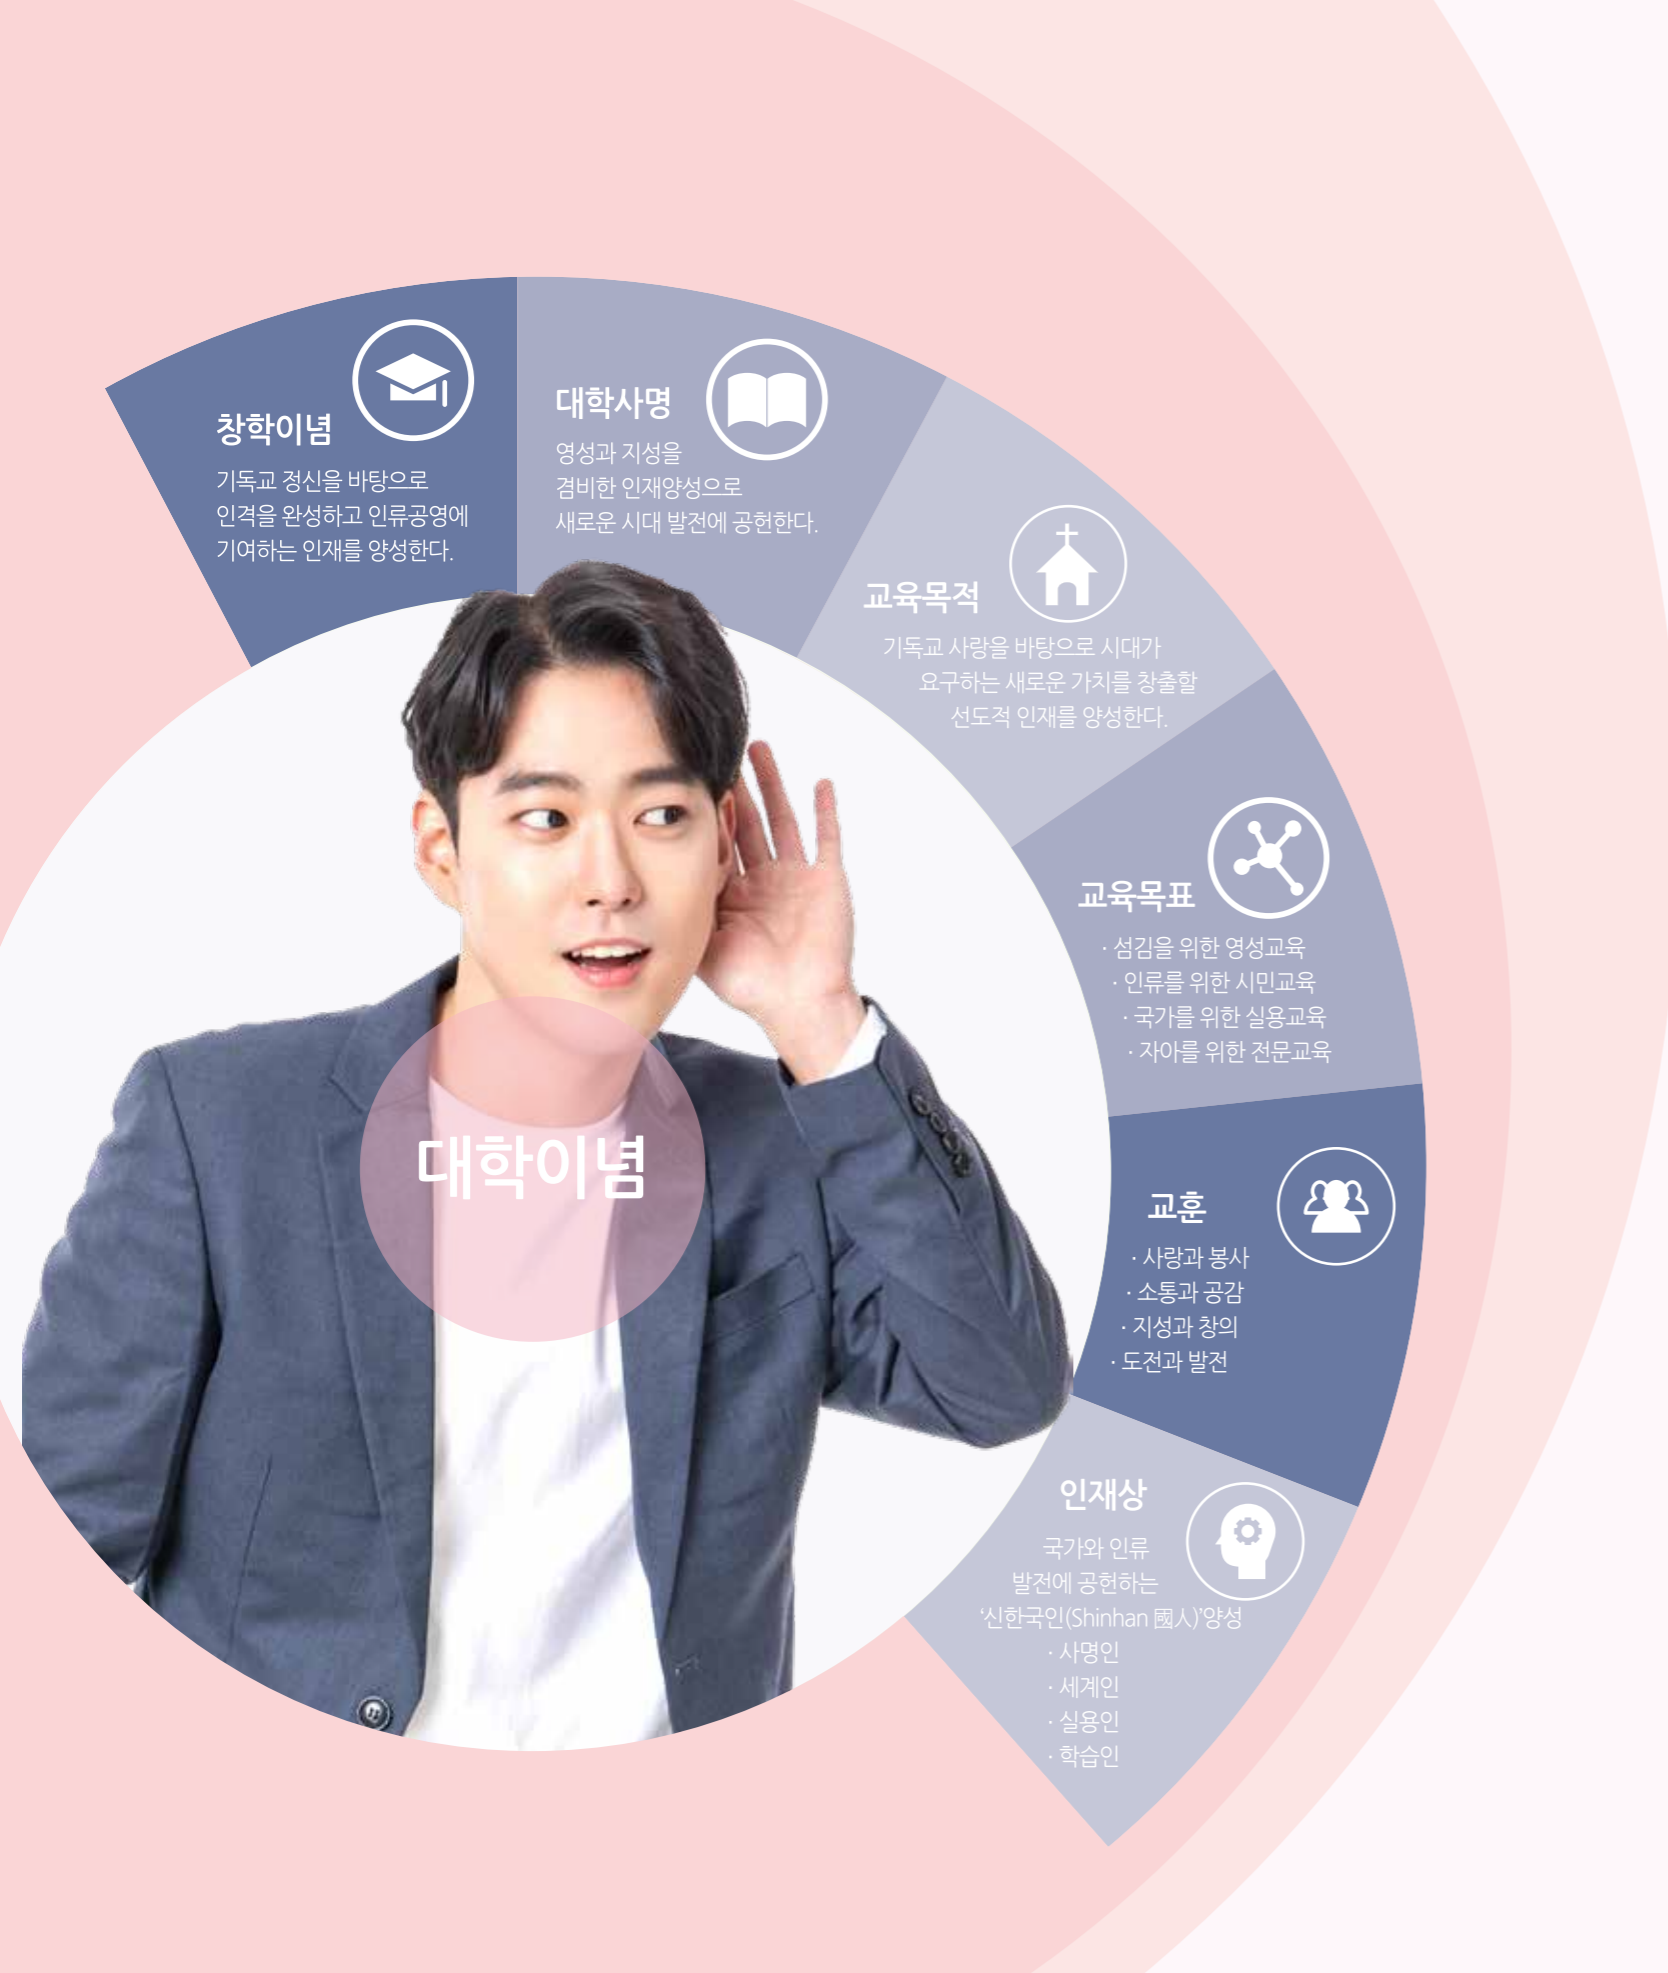 창학이념
기독교 정신을 바탕으로
인격을 완성하고 인류공영에
기여하는 인재를 양성한다.
대학사명
영성과 지성을
겸비한 인재양성으로
새로운 시대 발전에 공헌한다.
교육목적
기독교 사랑을 바탕으로 시대가
요구하는 새로운 가치를 창출할
선도적 인재를 양성한다.
교육목표
· 섬김을 위한 영성교육
· 인류를 위한 시민교육
· 국가를 위한 실용교육
· 자아를 위한 전문교육
대학이념
교훈
· 사랑과 봉사
· 소통과 공감
· 지성과 창의
· 도전과 발전
인재상
국가와 인류
발전에 공헌하는
‘신한국인(Shinhan 國人)’양성
· 사명인
· 세계인
· 실용인
· 학습인